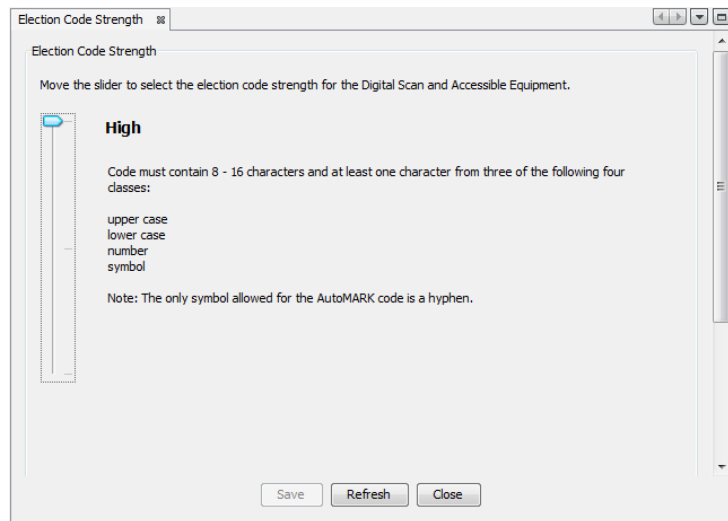 Election Code Strength
Election Code Strength
Move the slider to select the election code strength for the Digital Scan and Accessible Equipment.
High
Code must contain 8 - 16 characters and at least one character from three of the following four
classes:
upper case
lower case
number
symbol
Note: The only symbol allowed for the AutoMARK code is a hyphen.
Save Refresh Close